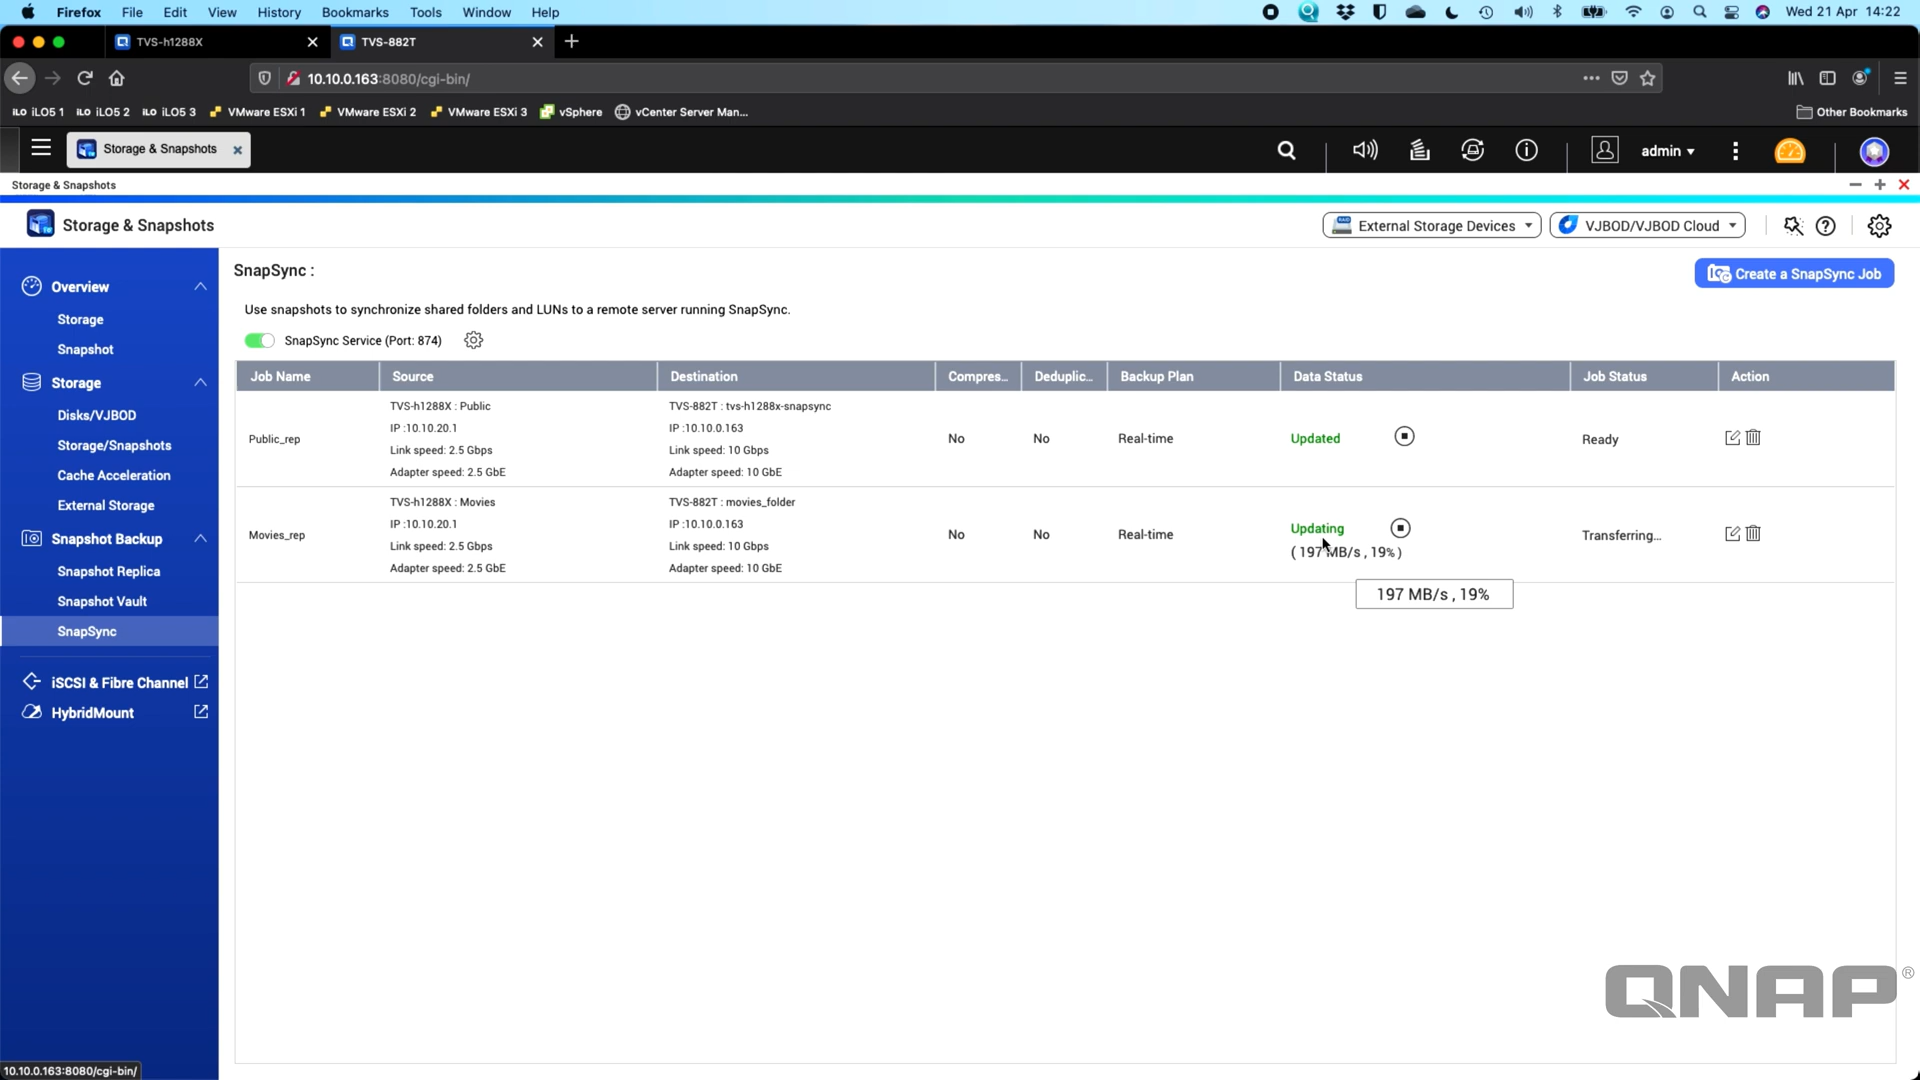 Firefox File Edit View History Bookmarks Tools Window Help Wed 21 Apr 14:22
TVS-h1288X TVS-882T
10.10.0.163:8080/cgi-bin/
iLO iLO5 1 iLO iLO5 2 iLO iLO5 3 VMware ESXi 1 VMware ESXi 2 VMware ESXi 3 vSphere vCenter Server Man... Other Bookmarks
Storage & Snapshots admin
Storage & Snapshots
Storage & Snapshots External Storage Devices VJBOD/VJBOD Cloud
Overview
Storage
Snapshot
Storage
Disks/VJBOD
Storage/Snapshots
Cache Acceleration
External Storage
Snapshot Backup
Snapshot Replica
Snapshot Vault
SnapSync
iSCSI & Fibre Channel
HybridMount
SnapSync :
Create a SnapSync Job
Use snapshots to synchronize shared folders and LUNs to a remote server running SnapSync.
SnapSync Service (Port: 874)
Job Name Source Destination Compres... Deduplic... Backup Plan Data Status Job Status Action
TVS-h1288X : Public TVS-882T : tvs-h1288x-snapsync
IP :10.10.20.1 IP :10.10.0.163
Public_rep No No Real-time Updated Ready
Link speed: 2.5 Gbps Link speed: 10 Gbps
Adapter speed: 2.5 GbE Adapter speed: 10 GbE
TVS-h1288X : Movies TVS-882T : movies_folder
IP :10.10.20.1 IP :10.10.0.163 Updating
Movies_rep No No Real-time Transferring...
Link speed: 2.5 Gbps Link speed: 10 Gbps ( 197 MB/s , 19% )
Adapter speed: 2.5 GbE Adapter speed: 10 GbE
197 MB/s , 19%
QNAP®
10.10.0.163:8080/cgi-bin/